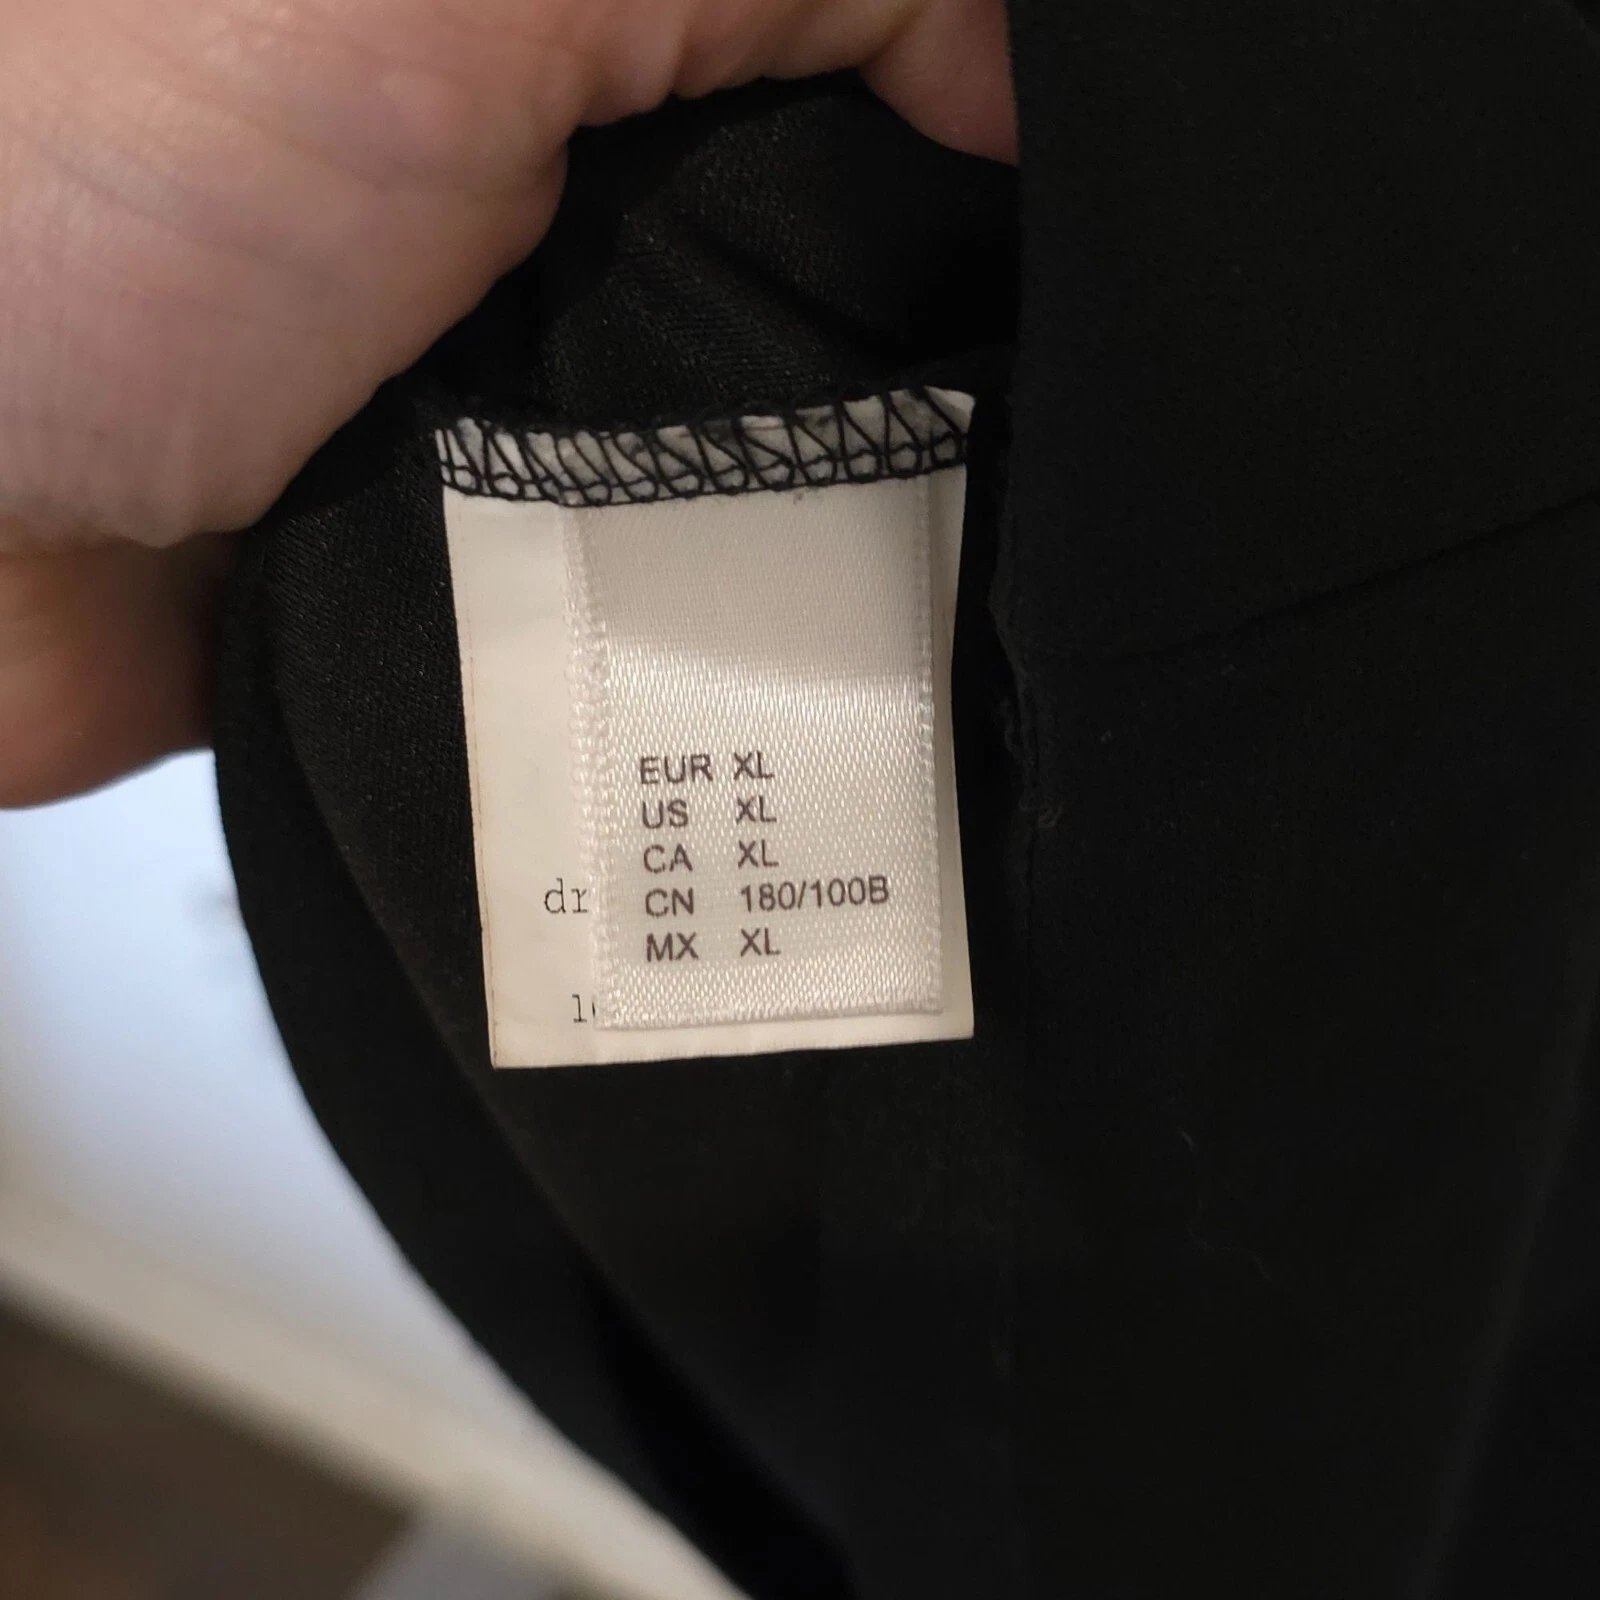 EUR XL
US XL
CA XL
CN 180/100B
MX XL